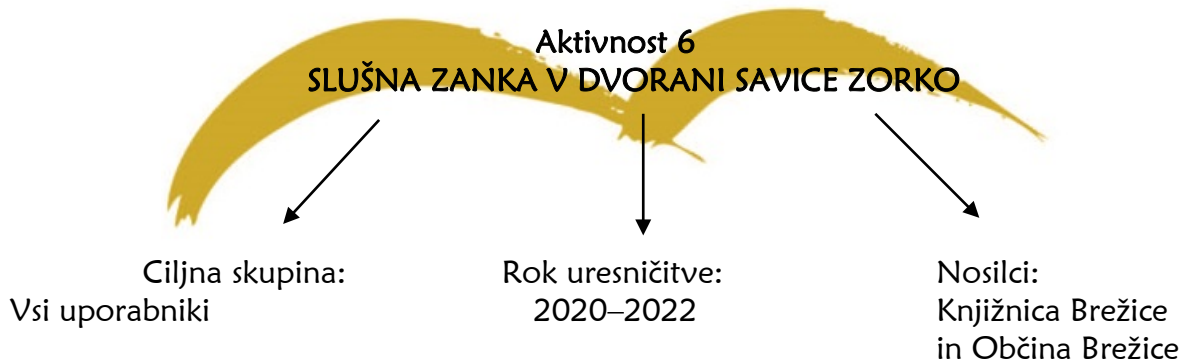 Aktivnost 6
SLUŠNA ZANKA V DVORANI SAVICE ZORKO
Ciljna skupina:
Vsi uporabniki
Rok uresničitve:
2020–2022
Nosilci:
Knjižnica Brežice
in Občina Brežice